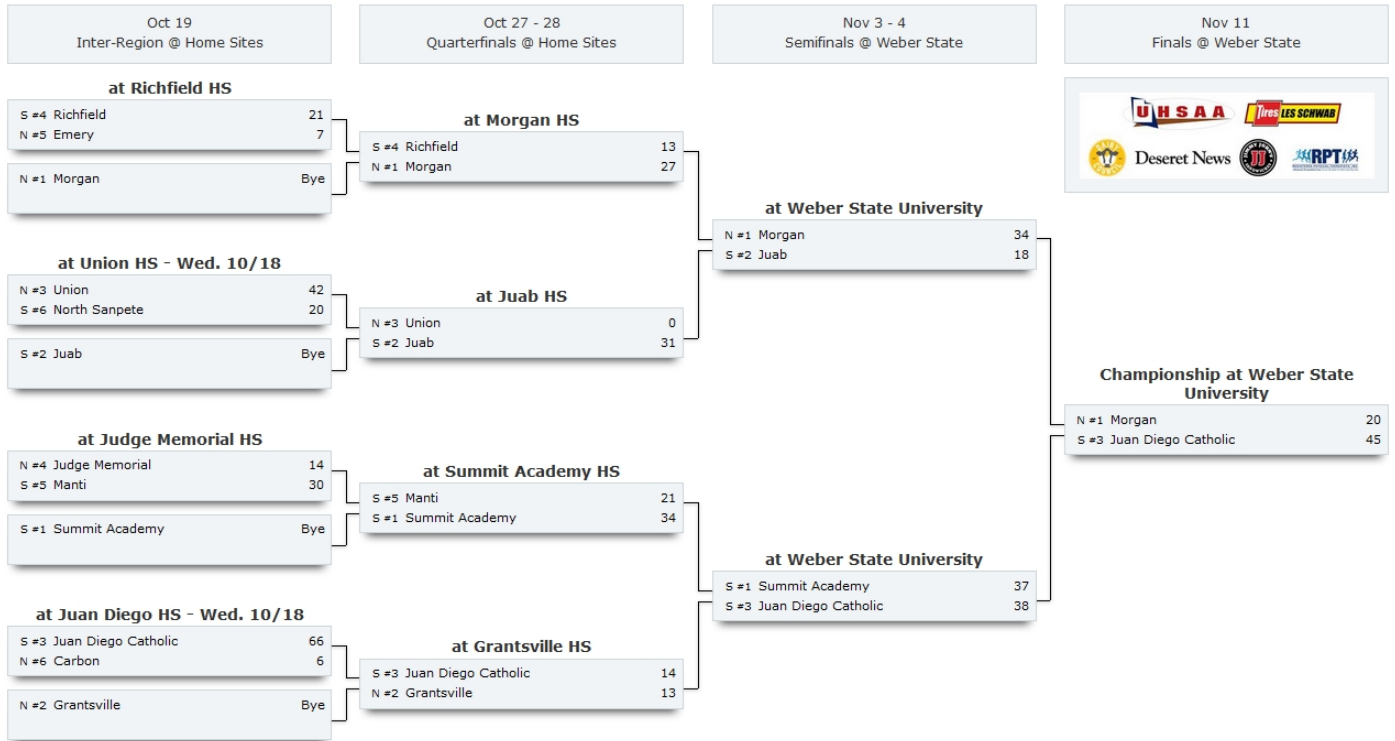 Oct 19
Inter-Region @ Home Sites
Oct 27 - 28
Quarterfinals @ Home Sites
Nov 3 - 4
Semifinals @ Weber State
Nov 11
Finals @ Weber State
at Richfield HS
S #4 Richfield 21
N #5 Emery 7
N #1 Morgan Bye
at Union HS - Wed. 10/18
N #3 Union 42
S #6 North Sanpete 20
S #2 Juab Bye
at Judge Memorial HS
N #4 Judge Memorial 14
S #5 Manti 30
S #1 Summit Academy Bye
at Juan Diego HS - Wed. 10/18
S #3 Juan Diego Catholic 66
N #6 Carbon 6
N #2 Grantsville Bye
at Morgan HS
S #4 Richfield 13
N #1 Morgan 27
at Juab HS
N #3 Union 0
S #2 Juab 31
at Summit Academy HS
S #5 Manti 21
S #1 Summit Academy 34
at Grantsville HS
S #3 Juan Diego Catholic 14
N #2 Grantsville 13
at Weber State University
N #1 Morgan 34
S #2 Juab 18
at Weber State University
S #1 Summit Academy 37
S #3 Juan Diego Catholic 38
UHSAA
Tires LES SCHWAB
Deseret News
RPT
Championship at Weber State
University
N #1 Morgan 20
S #3 Juan Diego Catholic 45